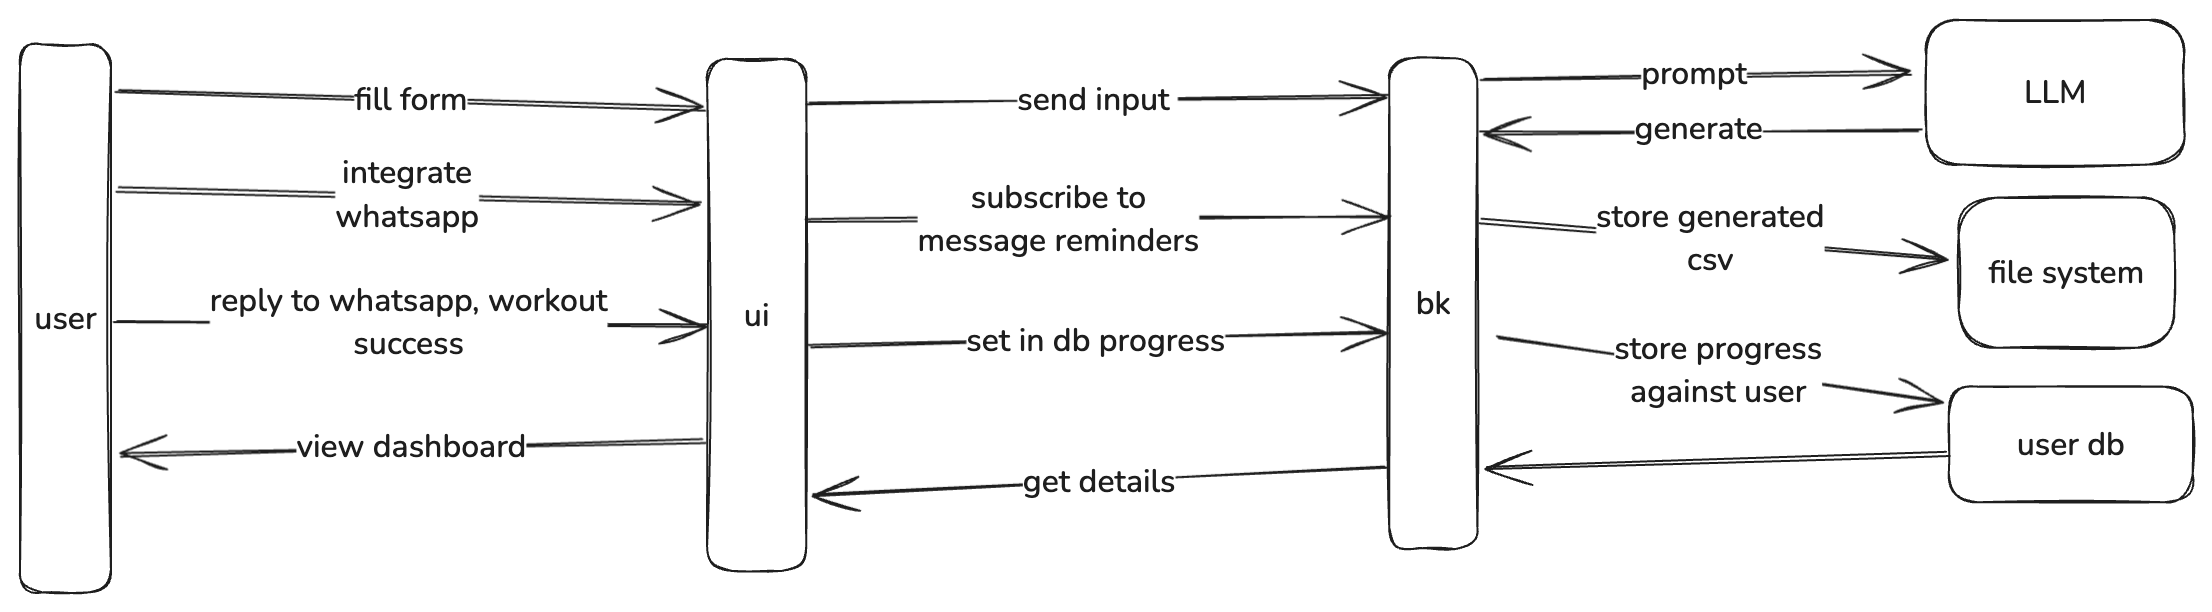 fill form
send input
prompt
LLM
generate
integrate
whatsapp
subscribe to
message reminders
store generated
csv
file system
user
reply to whatsapp, workout
success
ui
set in db progress
bk
store progress
against user
view dashboard
get details
user db